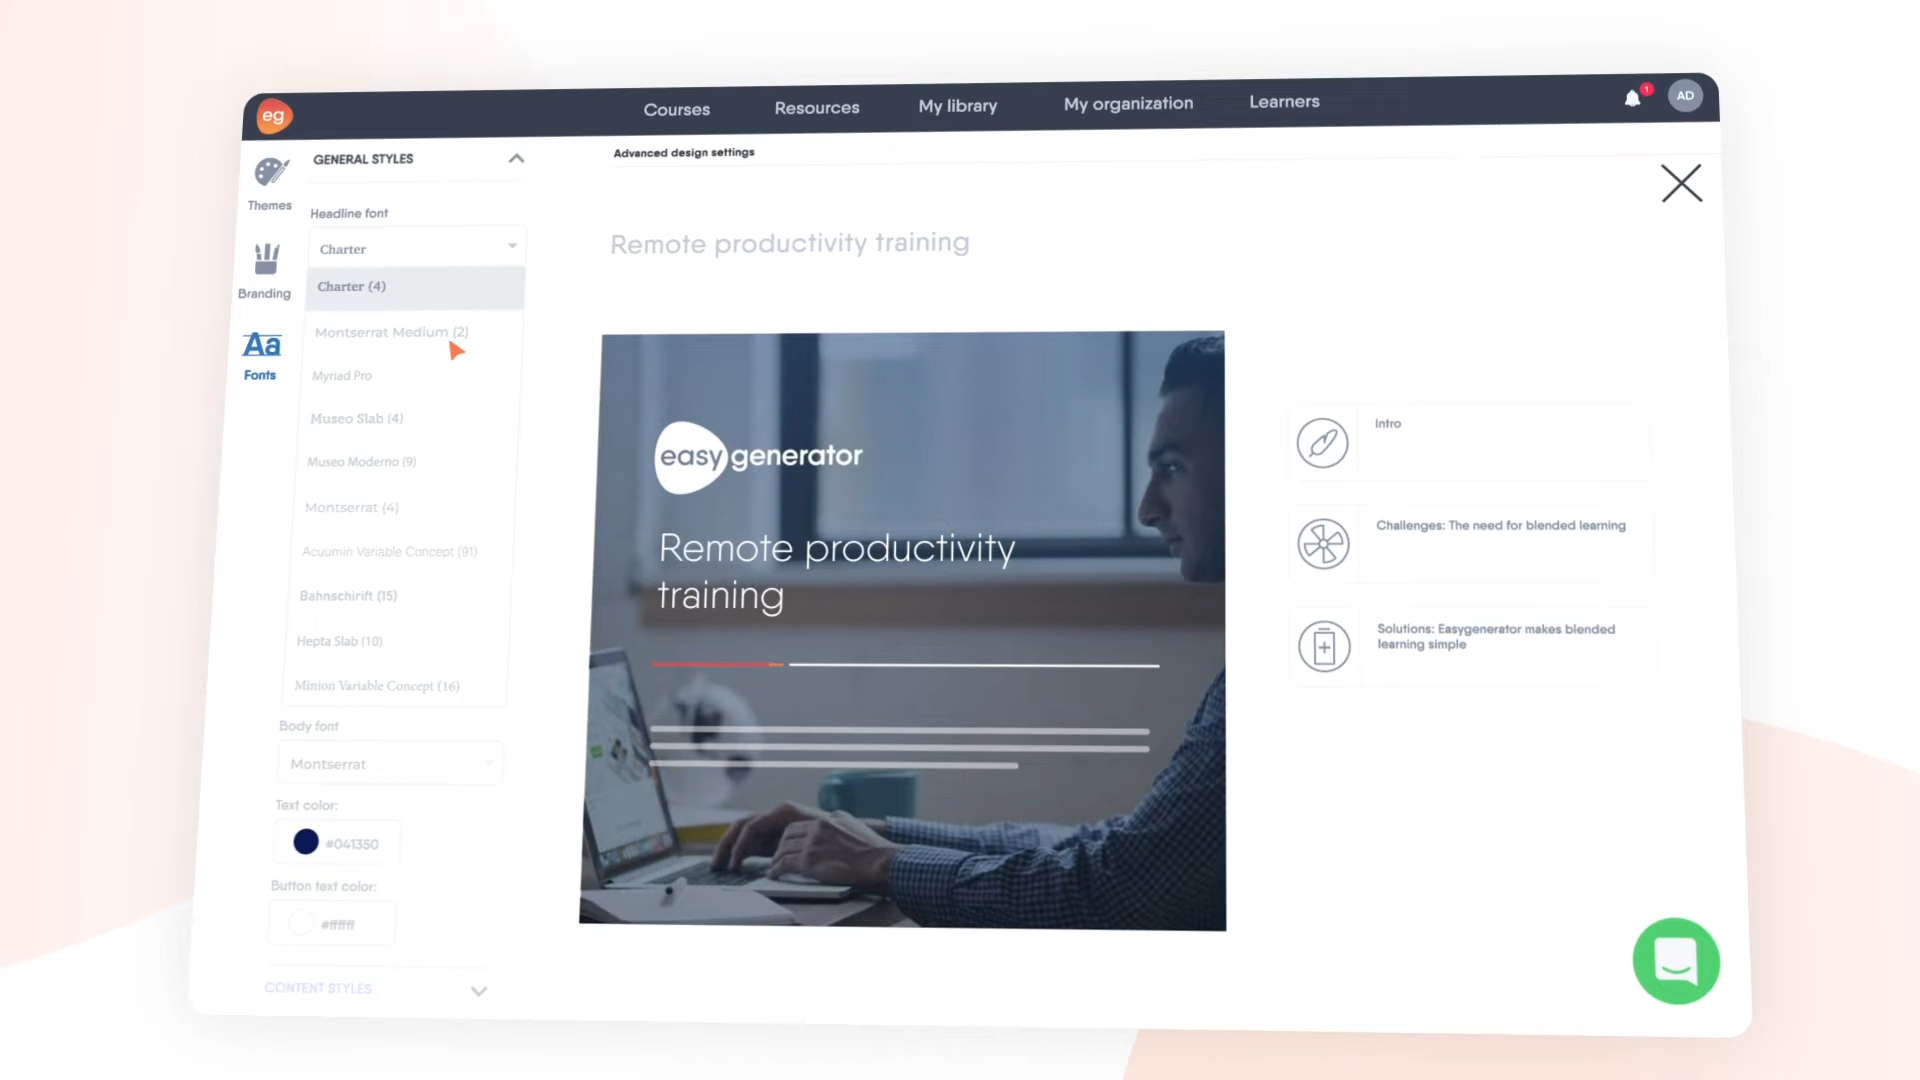 eg
Courses
Resources
My library
My organization
Learners
1
AD
Themes
Branding
Aa
Fonts
GENERAL STYLES
Headline font
Charter
Charter (4)
Montserrat Medium (2)
Myriad Pro
Museo Slab (4)
Museo Moderno (9)
Montserrat (4)
Acuumin Variable Concept (91)
Bahnschirift (15)
Hepta Slab (10)
Minion Variable Concept (16)
Body font
Montserrat
Text color:
#041350
Button text color:
#ffffff
CONTENT STYLES
Advanced design settings
Remote productivity training
easygenerator
Remote productivity
training
Intro
Challenges: The need for blended learning
Solutions: Easygenerator makes blended
learning simple